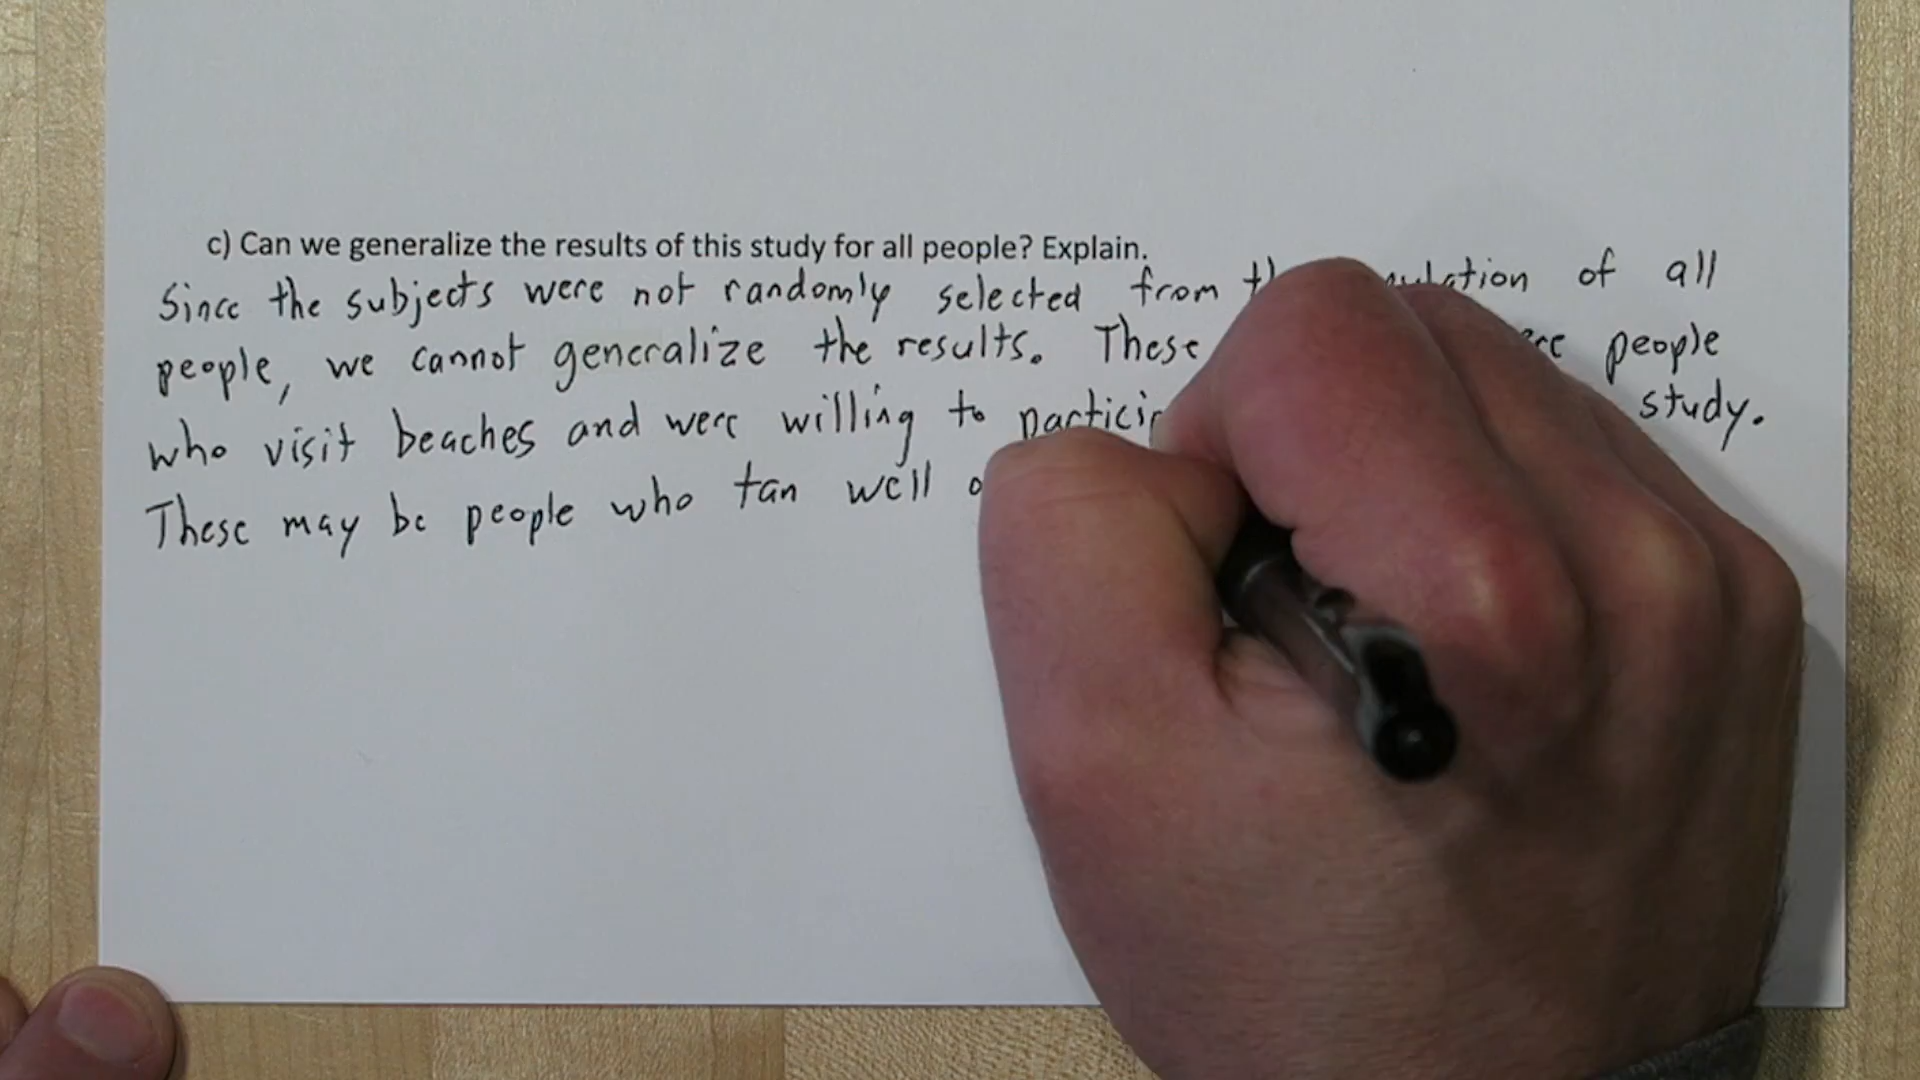 c) Can we generalize the results of this study for all people? Explain.
Since the subjects were not randomly selected from of all
people, we cannot generalize the results. These people
who visit beaches and were willing to study.
These may be people who tan well